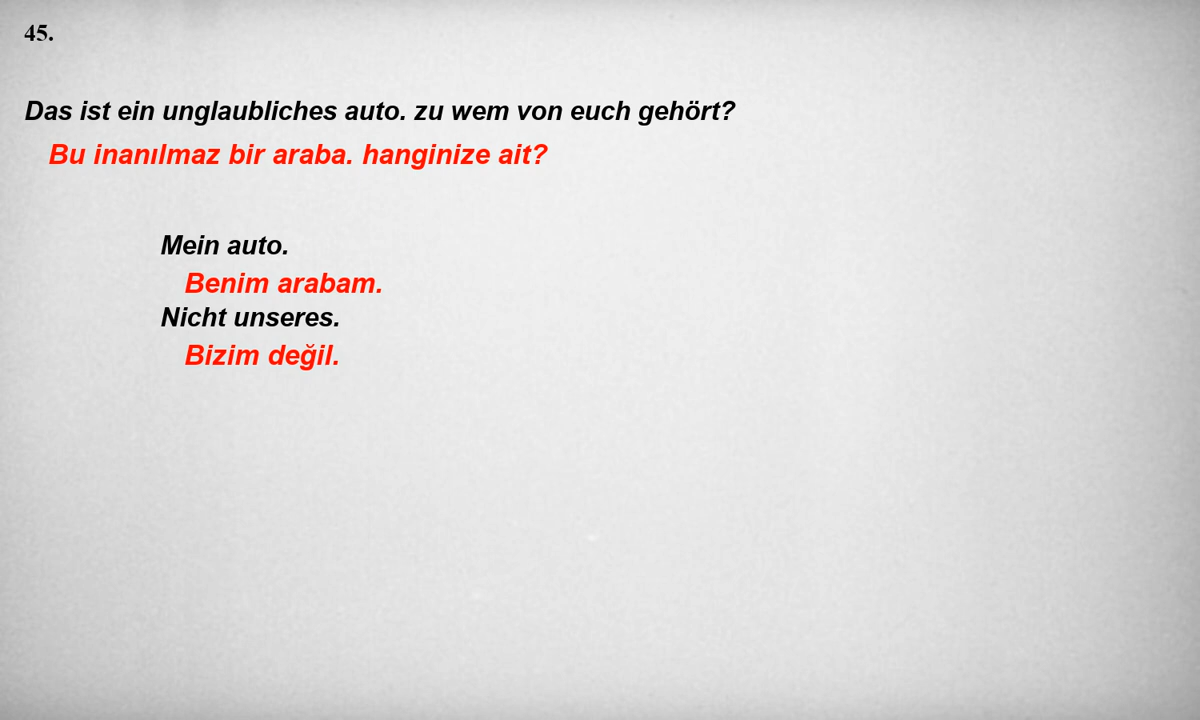 45.
Das ist ein unglaubliches auto. zu wem von euch gehört?
Bu inanılmaz bir araba. hanginize ait?
Mein auto.
Benim arabam.
Nicht unseres.
Bizim değil.